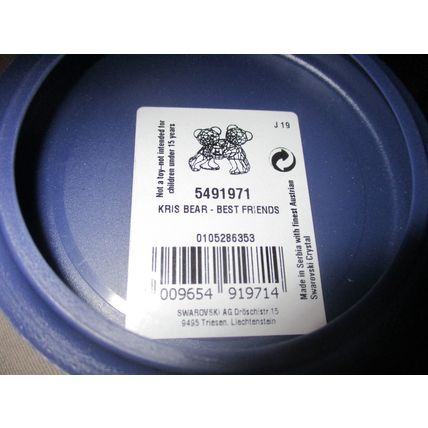 J 19
Not a toy-not intended for
children under 15 years
5491971
KRIS BEAR - BEST FRIENDS
0105286353
009654 919714
SWAROVSKI AG Dröschistr.15
9495 Triesen, Liechtenstein
Made in Serbia with finest Austrian
Swarovski Crystal